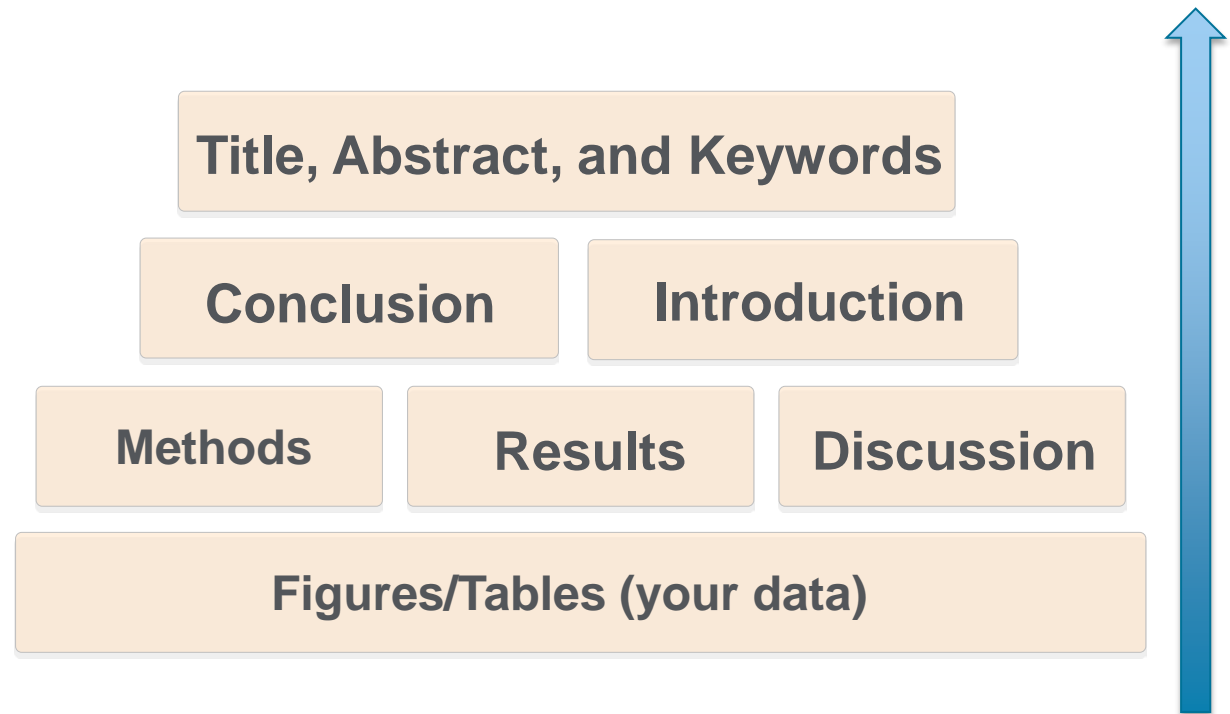 Title, Abstract, and Keywords
Conclusion
Introduction
Methods
Results
Discussion
Figures/Tables (your data)